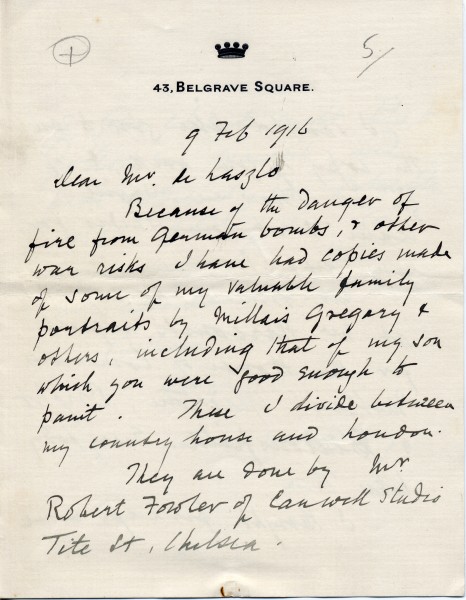 +
5/
43, BELGRAVE SQUARE.
9 Feb 1916
Dear Mr. de Laszlo
Because of the danger of
fire from German bombs, & other
war risks I have had copies made
of some of my valuable family
portraits by Millais Gregory &
others, including that of my son
which you were good enough to
paint. These I divide between
my country house and London.
They are done by Mr
Robert Fowler of Canwell Studio
Tite St, Chelsea.